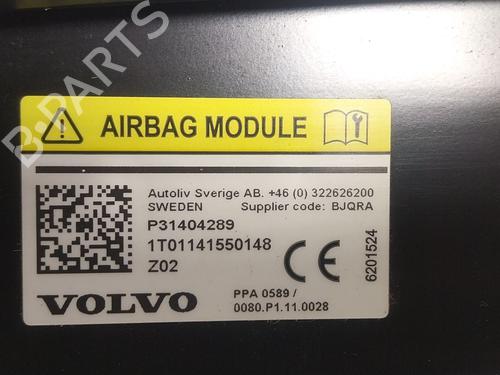 B-PARTS
AIRBAG MODULE
Autoliv Sverige AB. +46 (0) 322626200
SWEDEN Supplier code: BJQRA
P31404289
1T01141550148
Z02
CE
6201524
VOLVO
PPA 0589 /
0080.P1.11.0028